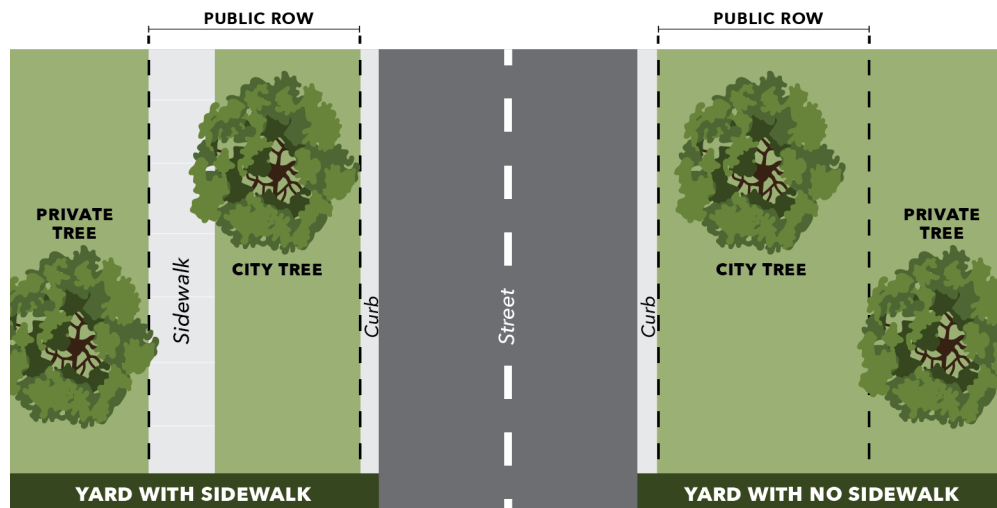 PUBLIC ROW
PUBLIC ROW
PRIVATE
TREE
CITY TREE
Sidewalk
Curb
Street
Curb
CITY TREE
PRIVATE
TREE
YARD WITH SIDEWALK
YARD WITH NO SIDEWALK